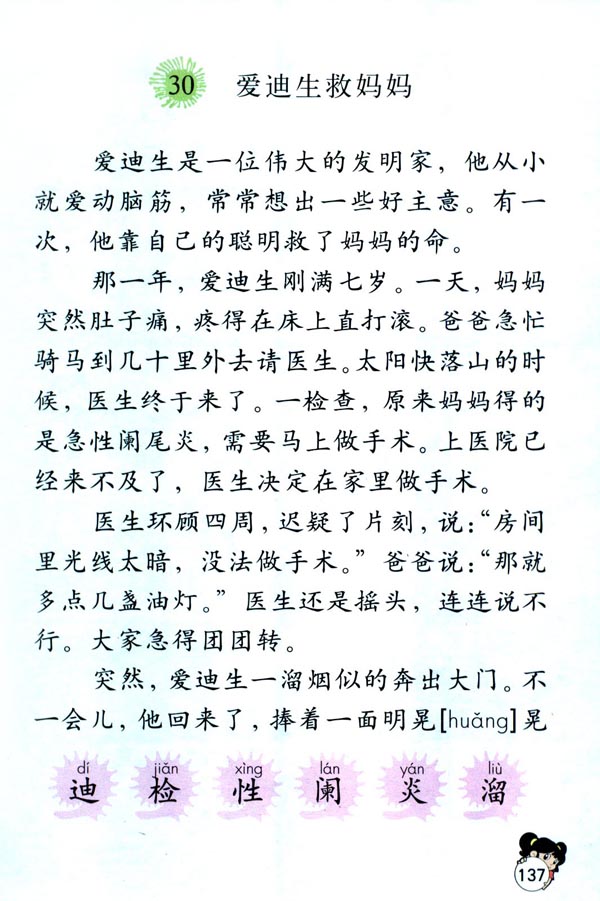 30 爱迪生救妈妈
爱迪生是一位伟大的发明家，他从小
就爱动脑筋，常常想出一些好主意。有一
次，他靠自己的聪明救了妈妈的命。
那一年，爱迪生刚满七岁。一天，妈妈
突然肚子痛，疼得在床上直打滚。爸爸急忙
骑马到几十里外去请医生。太阳快落山的时
候，医生终于来了。一检查，原来妈妈得的
是急性阑尾炎，需要马上做手术。上医院已
经来不及了，医生决定在家里做手术。
医生环顾四周，迟疑了片刻，说：“房间
里光线太暗，没法做手术。”爸爸说：“那就
多点几盏油灯。”医生还是摇头，连连说不
行。大家急得团团转。
突然，爱迪生一溜烟似的奔出大门。不
一会儿，他回来了，捧着一面明晃[huǎng]晃
dí jiǎn xìng lán yán liù
迪 检 性 阑 炎 溜
137